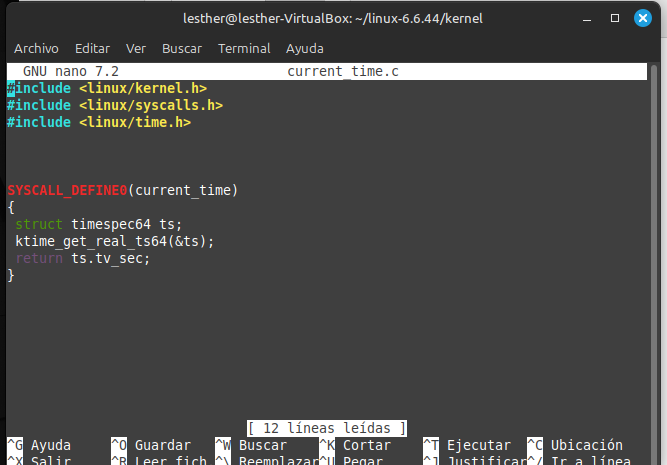 lesther@lesther-VirtualBox: ~/linux-6.6.44/kernel
Archivo Editar Ver Buscar Terminal Ayuda
GNU nano 7.2 current_time.c
#include <linux/kernel.h>
#include <linux/syscalls.h>
#include <linux/time.h>
SYSCALL_DEFINE0(current_time)
{
struct timespec64 ts;
ktime_get_real_ts64(&ts);
return ts.tv_sec;
}
[ 12 líneas leídas ]
^G Ayuda ^O Guardar ^W Buscar ^K Cortar ^T Ejecutar ^C Ubicación
^X Salir ^R Leer fich. ^\ Reemplazar ^U Pegar ^J Justificar ^/ Ir a línea